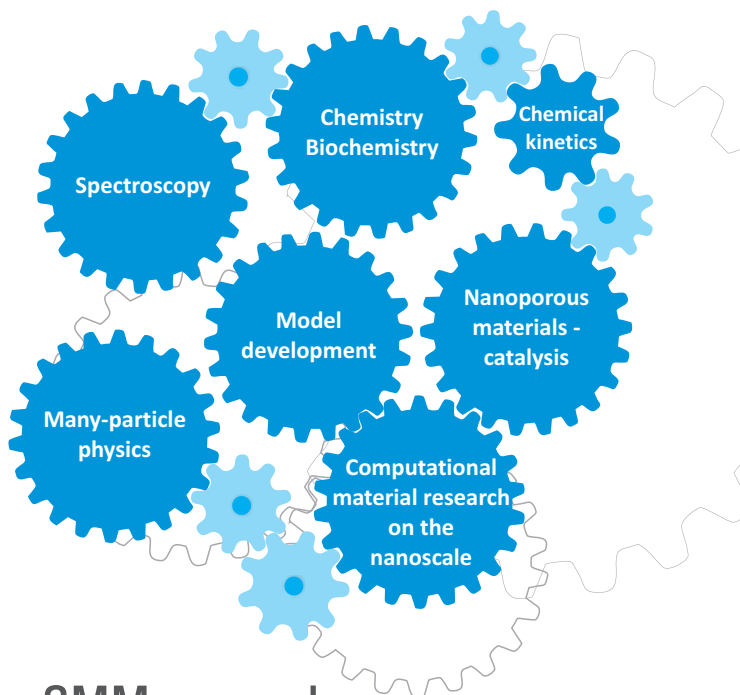 Chemistry
Biochemistry
Chemical
kinetics
Spectroscopy
Model
development
Nanoporous
materials -
catalysis
Many-particle
physics
Computational
material research
on the
nanoscale